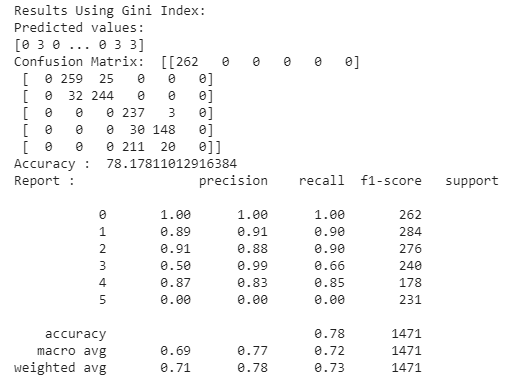 Results Using Gini Index:
Predicted values:
[0 3 0 ... 0 3 3]
Confusion Matrix:  [[262   0   0   0   0   0]
 [  0 259  25   0   0   0]
 [  0  32 244   0   0   0]
 [  0   0   0 237   3   0]
 [  0   0   0  30 148   0]
 [  0   0   0 211  20   0]]
Accuracy :  78.17811012916384
Report :                precision    recall  f1-score   support
0       1.00      1.00      1.00       262
1       0.89      0.91      0.90       284
2       0.91      0.88      0.90       276
3       0.50      0.99      0.66       240
4       0.87      0.83      0.85       178
5       0.00      0.00      0.00       231
accuracy                           0.78      1471
macro avg       0.69      0.77      0.72      1471
weighted avg       0.71      0.78      0.73      1471